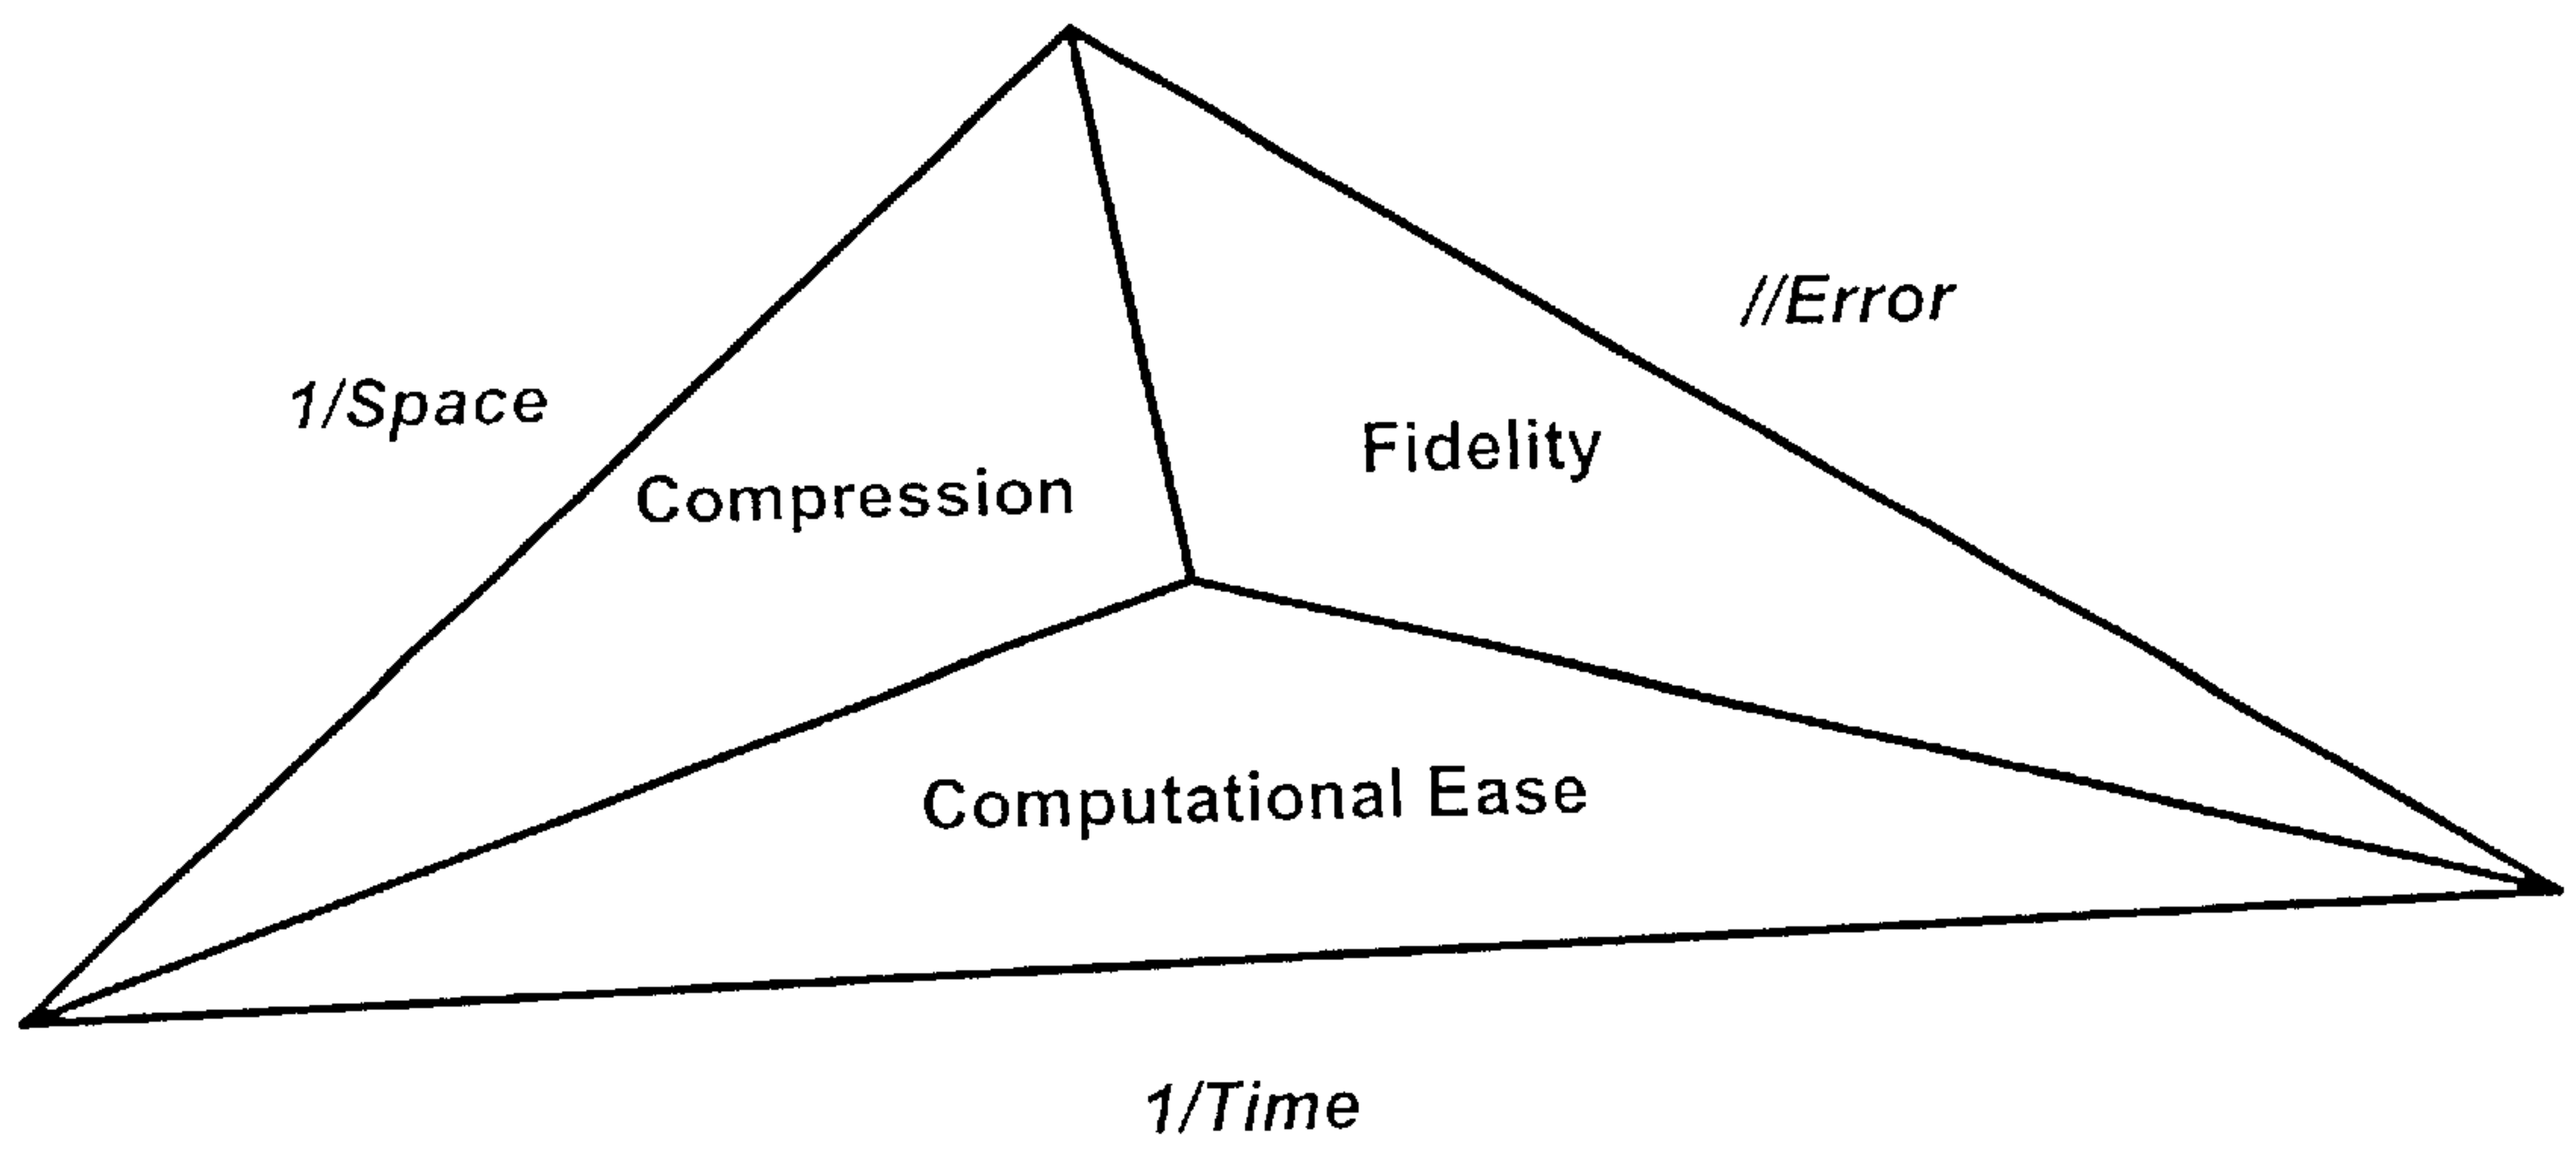 //Error
1/Space
Fidelity
Compression
Computational Ease
1/Time